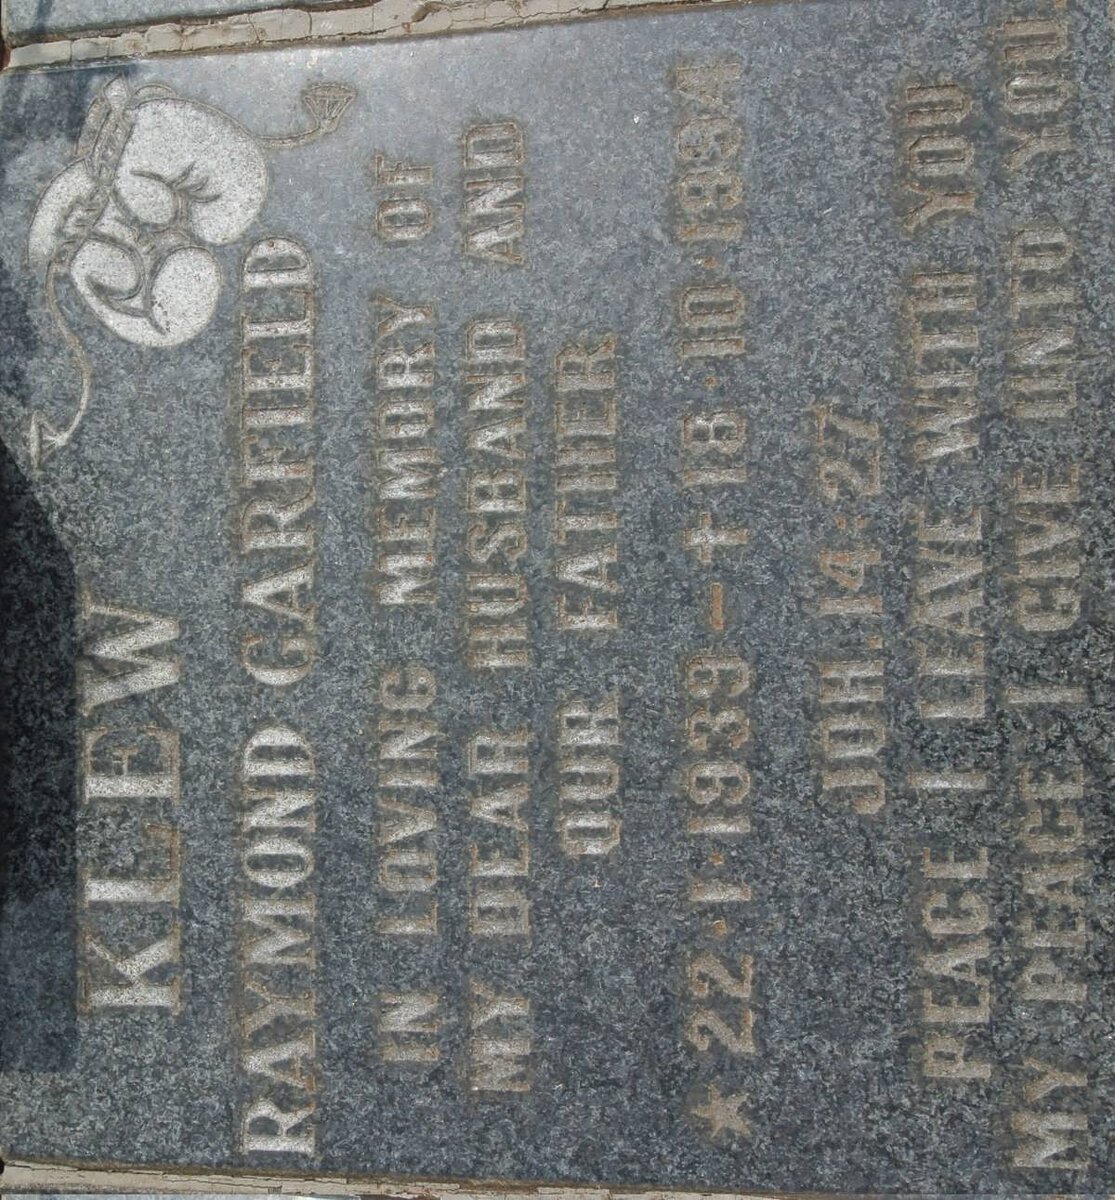 KLEW
RAYMOND GARFIELD
IN LOVING MEMORY OF
MY DEAR HUSBAND AND
OUR FATHER
★ 22·1·1939 – ✝ 18·10·1994
JOH. 14:27
PEACE I LEAVE WITH YOU
MY PEACE I GIVE UNTO YOU.